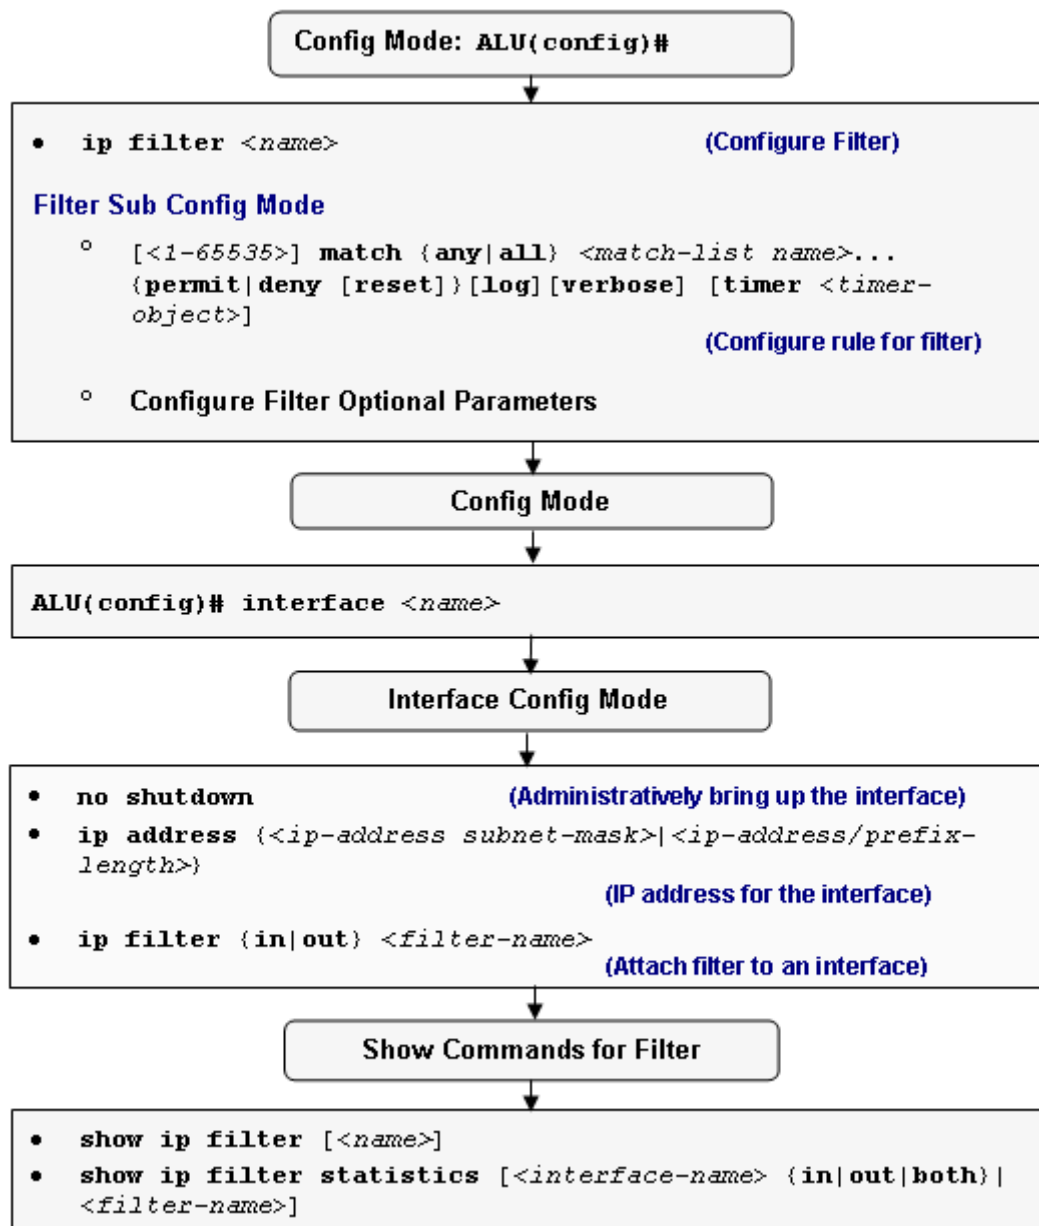 Config Mode: ALU(config)#
• ip filter <name> (Configure Filter)
Filter Sub Config Mode
○ [<1-65535>] match {any|all} <match-list name>...
{permit|deny [reset]}[log][verbose] [timer <timer-
object>]
(Configure rule for filter)
○ Configure Filter Optional Parameters
Config Mode
ALU(config)# interface <name>
Interface Config Mode
• no shutdown (Administratively bring up the interface)
• ip address {<ip-address subnet-mask>|<ip-address/prefix-
length>}
(IP address for the interface)
• ip filter {in|out} <filter-name>
(Attach filter to an interface)
Show Commands for Filter
• show ip filter [<name>]
• show ip filter statistics [<interface-name> {in|out|both}|
<filter-name>]